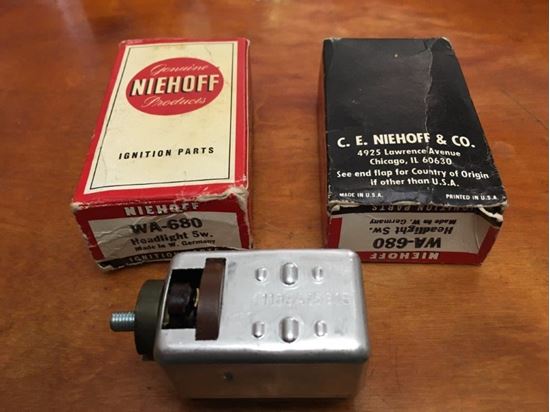 Genuine
NIEHOFF
Products
IGNITION PARTS
NIEHOFF
WA-680
Headlight Sw.
Made in W. Germany
C. E. NIEHOFF & CO.
4925 Lawrence Avenue
Chicago, IL 60630
See end flap for Country of Origin
if other than U.S.A.
MADE IN U.S.A.
PRINTED IN U.S.A.
NIEHOFF
WA-680
Headlight Sw.
Made in W. Germany